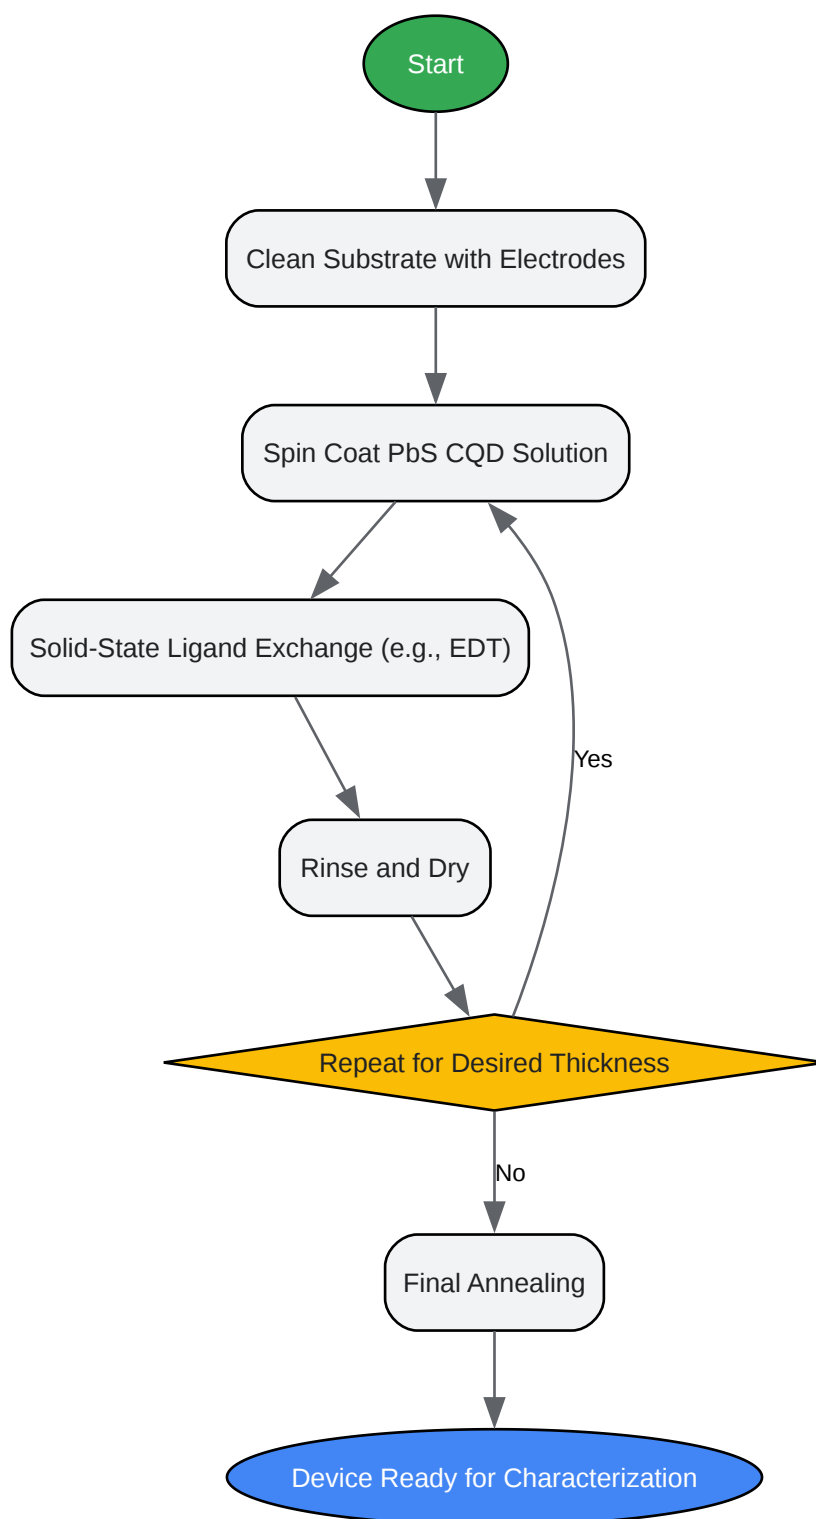 Start
Clean Substrate with Electrodes
Spin Coat PbS CQD Solution
Solid-State Ligand Exchange (e.g., EDT)
Yes
Rinse and Dry
Repeat for Desired Thickness
No
Final Annealing
Device Ready for Characterization